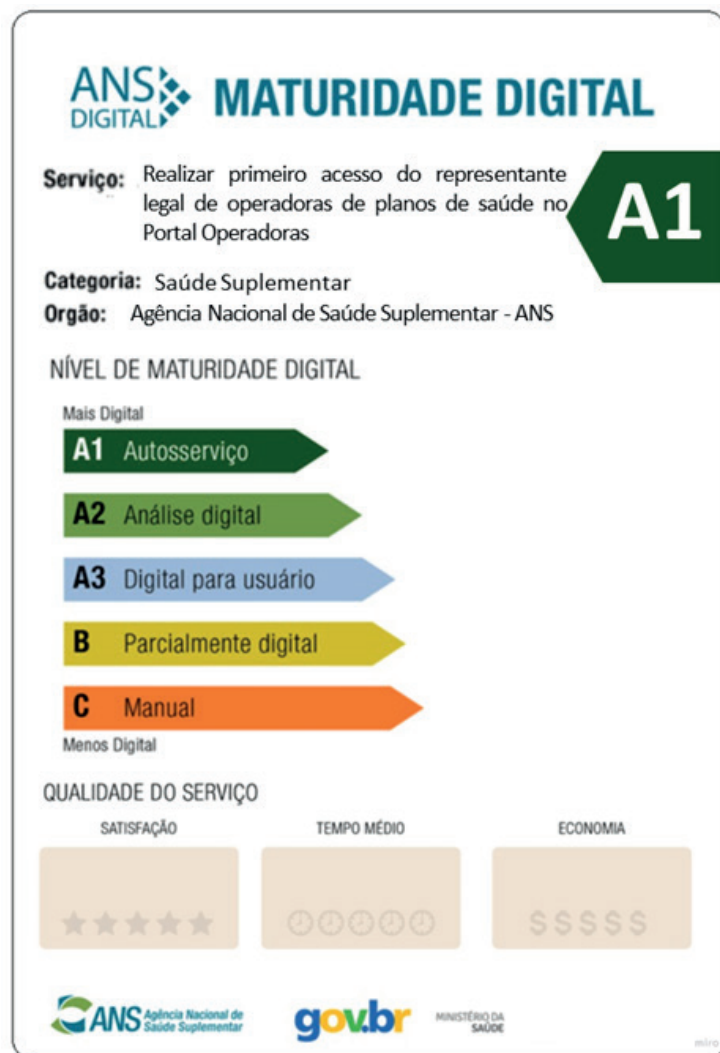 ANS
DIGITAL
MATURIDADE DIGITAL
Serviço: Realizar primeiro acesso do representante
legal de operadoras de planos de saúde no
Portal Operadoras
A1
Categoria: Saúde Suplementar
Orgão: Agência Nacional de Saúde Suplementar - ANS
NÍVEL DE MATURIDADE DIGITAL
Mais Digital
A1 Autosserviço
A2 Análise digital
A3 Digital para usuário
B Parcialmente digital
C Manual
Menos Digital
QUALIDADE DO SERVIÇO
SATISFAÇÃO TEMPO MÉDIO ECONOMIA
$$$$$
ANS Agência Nacional de
Saúde Suplementar
gov.br
MINISTÉRIO DA
SAÚDE
miro